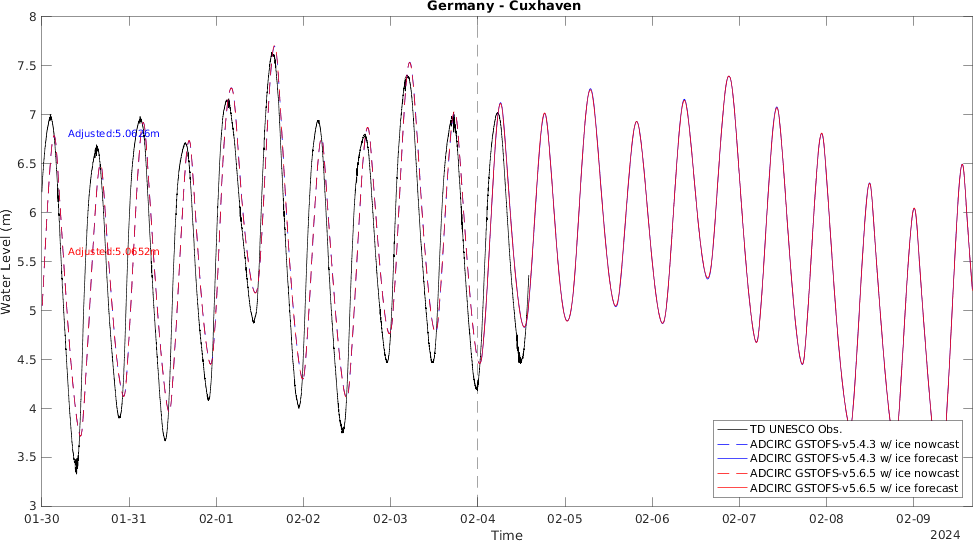 Germany - Cuxhaven
8
7.5
7
6.5
6
5.5
5
4.5
4
3.5
3
Water Level (m)
Adjusted:5.0626m
Adjusted:5.0652m
TD UNESCO Obs.
ADCIRC GSTOFS-v5.4.3 w/ ice nowcast
ADCIRC GSTOFS-v5.4.3 w/ ice forecast
ADCIRC GSTOFS-v5.6.5 w/ ice nowcast
ADCIRC GSTOFS-v5.6.5 w/ ice forecast
01-30 01-31 02-01 02-02 02-03 02-04 02-05 02-06 02-07 02-08 02-09
Time
2024